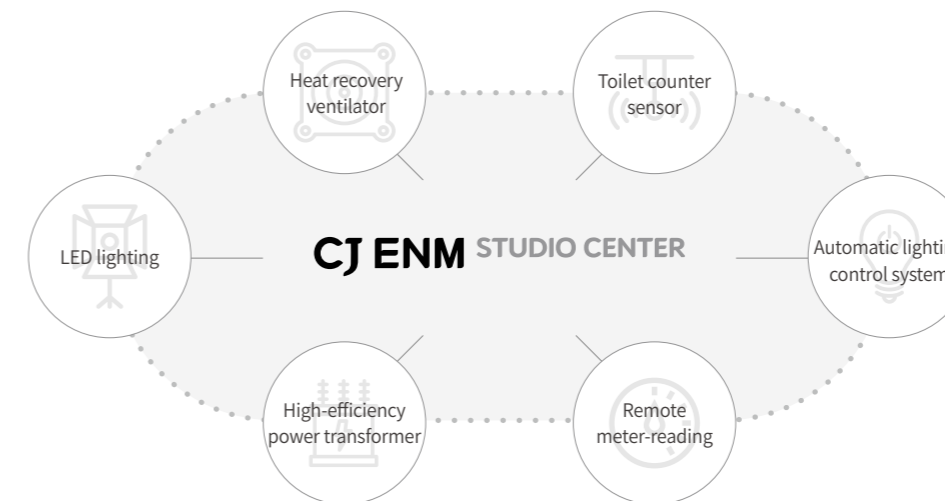 Heat recovery
ventilator
Toilet counter
sensor
LED lighting
CJ ENM STUDIO CENTER
Automatic lightin
control system
High-efficiency
power transformer
Remote
meter-reading